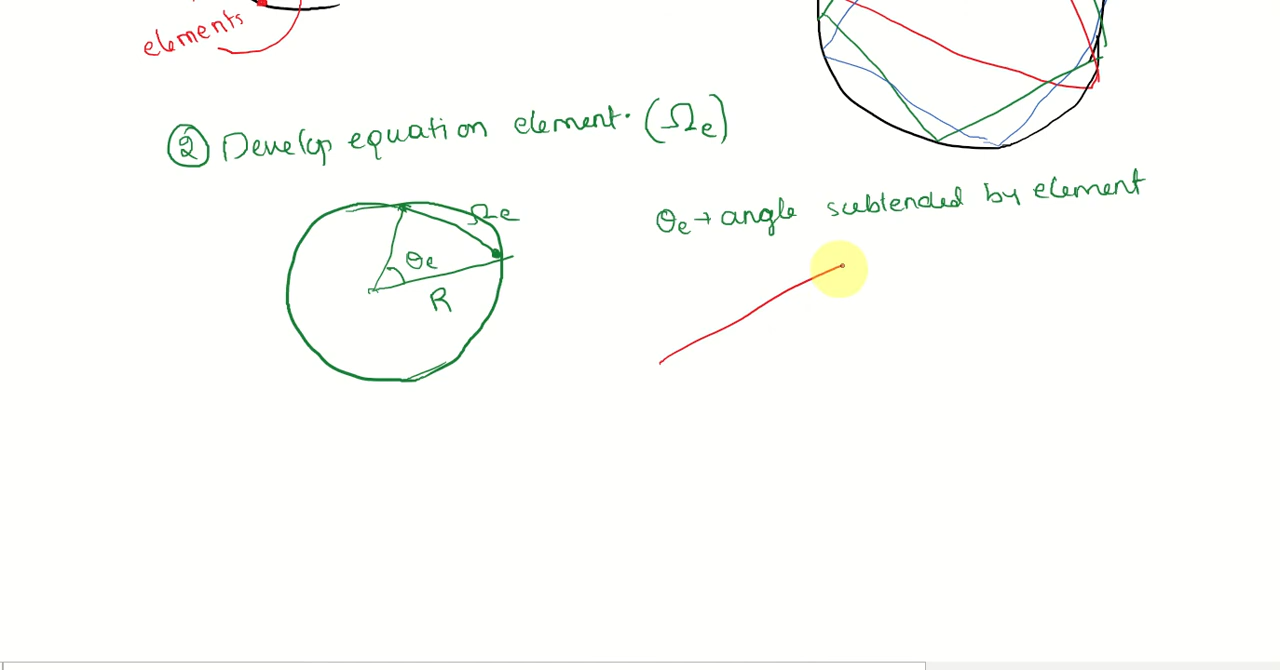 elements
② Develop equation element. (Ωe)
Ωe
θe
R
θe → angle subtended by element